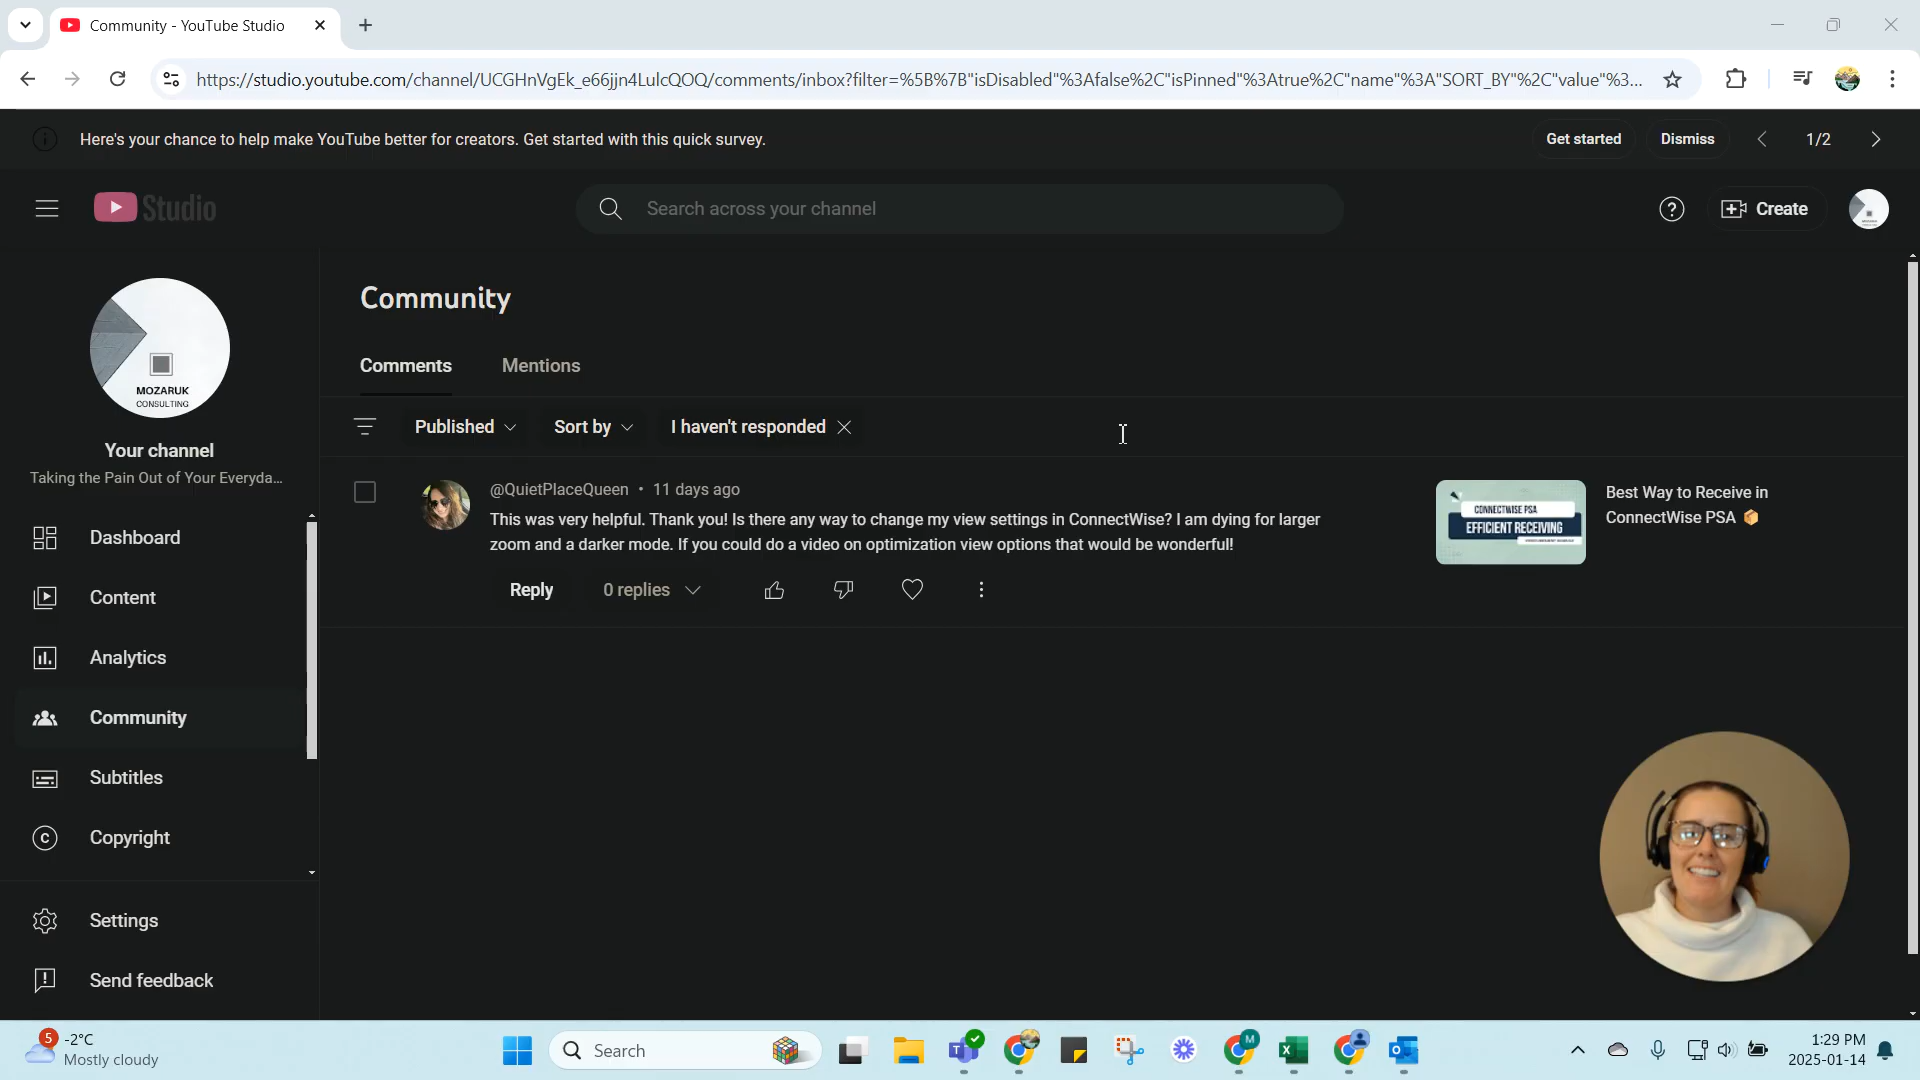 Community - YouTube Studio
https://studio.youtube.com/channel/UCGHnVgEk_e66jjn4LulcQOQ/comments/inbox?filter=%5B%7B"isDisabled"%3Afalse%2C"isPinned"%3Atrue%2C"name"%3A"SORT_BY"%2C"value"%3...
Here's your chance to help make YouTube better for creators. Get started with this quick survey.
Get started
Dismiss
1/2
Studio
Search across your channel
Create
MOZARUK
CONSULTING
Your channel
Taking the Pain Out of Your Everyda...
Dashboard
Content
Analytics
Community
Subtitles
Copyright
Settings
Send feedback
Community
Comments
Mentions
Published
Sort by
I haven't responded
@QuietPlaceQueen • 11 days ago
This was very helpful. Thank you! Is there any way to change my view settings in ConnectWise? I am dying for larger
zoom and a darker mode. If you could do a video on optimization view options that would be wonderful!
Reply
0 replies
CONNECTWISE PSA
EFFICIENT RECEIVING
Best Way to Receive in
ConnectWise PSA 📦
5
-2°C
Mostly cloudy
Search
M
1:29 PM
2025-01-14